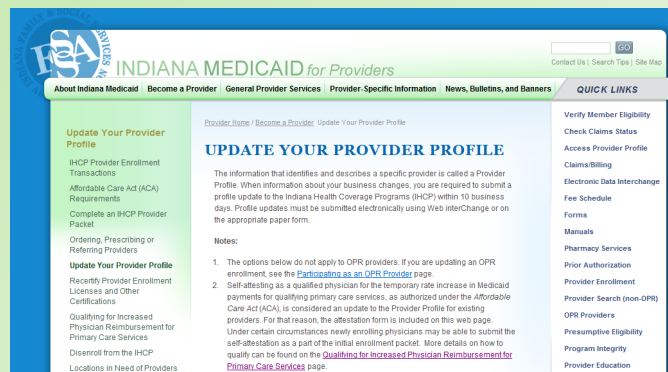 FSSA
INDIANA MEDICAID for Providers
GO
Contact Us | Search Tips | Site Map
About Indiana Medicaid
Become a Provider
General Provider Services
Provider-Specific Information
News, Bulletins, and Banners
QUICK LINKS
Update Your Provider
Profile
IHCP Provider Enrollment
Transactions
Affordable Care Act (ACA)
Requirements
Complete an IHCP Provider
Packet
Ordering, Prescribing or
Referring Providers
Update Your Provider Profile
Recertify Provider Enrollment
Licenses and Other
Certifications
Qualifying for Increased
Physician Reimbursement for
Primary Care Services
Disenroll from the IHCP
Locations in Need of Providers
Provider Home / Become a Provider Update Your Provider Profile
UPDATE YOUR PROVIDER PROFILE
The information that identifies and describes a specific provider is called a Provider
Profile. When information about your business changes, you are required to submit a
profile update to the Indiana Health Coverage Programs (IHCP) within 10 business
days. Profile updates must be submitted electronically using Web interChange or on
the appropriate paper form.
Notes:
1. The options below do not apply to OPR providers. If you are updating an OPR
enrollment, see the Participating as an OPR Provider page.
2. Self-attesting as a qualified physician for the temporary rate increase in Medicaid
payments for qualifying primary care services, as authorized under the Affordable
Care Act (ACA), is considered an update to the Provider Profile for existing
providers. For that reason, the attestation form is included on this web page.
Under certain circumstances newly enrolling physicians may be able to submit the
self-attestation as a part of the initial enrollment packet. More details on how to
qualify can be found on the Qualifying for Increased Physician Reimbursement for
Primary Care Services page.
Verify Member Eligibility
Check Claims Status
Access Provider Profile
Claims/Billing
Electronic Data Interchange
Fee Schedule
Forms
Manuals
Pharmacy Services
Prior Authorization
Provider Enrollment
Provider Search (non-OPR)
OPR Providers
Presumptive Eligibility
Program Integrity
Provider Education